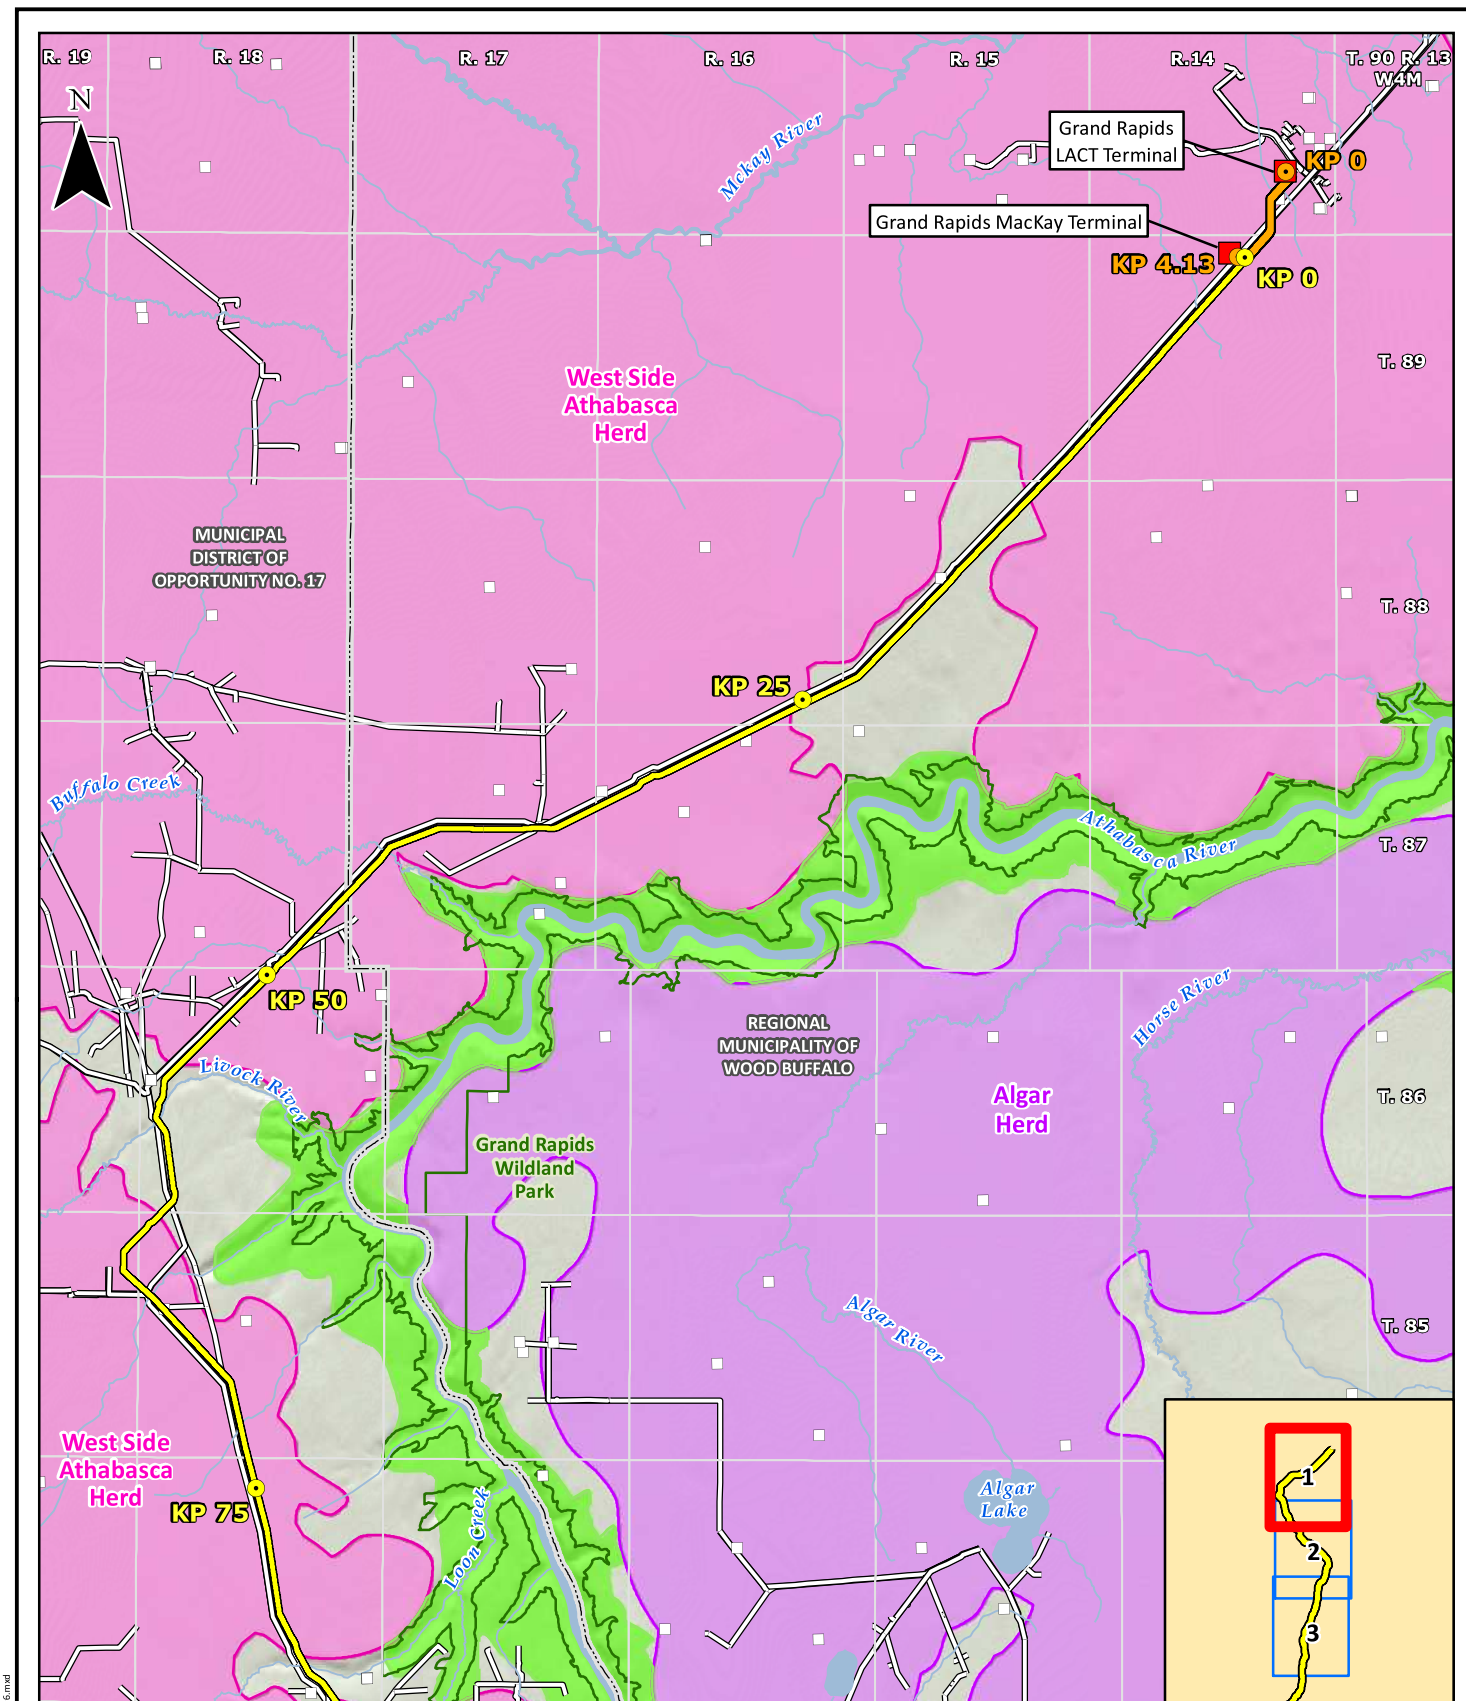 R. 19
R. 18
R. 17
R. 16
R. 15
R.14
T. 90 R. 13
W4M
N
Grand Rapids
LACT Terminal
Mckay River
KP 0
Grand Rapids MacKay Terminal
KP 4.13
KP 0
T. 89
West Side
Athabasca
Herd
MUNICIPAL
DISTRICT OF
OPPORTUNITY NO. 17
T. 88
KP 25
Buffalo Creek
Athabasca River
T. 87
KP 50
Horse River
REGIONAL
MUNICIPALITY OF
WOOD BUFFALO
Livock River
Algar
Herd
T. 86
Grand Rapids
Wildland
Park
Algar River
T. 85
West Side
Athabasca
Herd
KP 75
Loon Creek
Algar
Lake
1
2
3
6.mxd